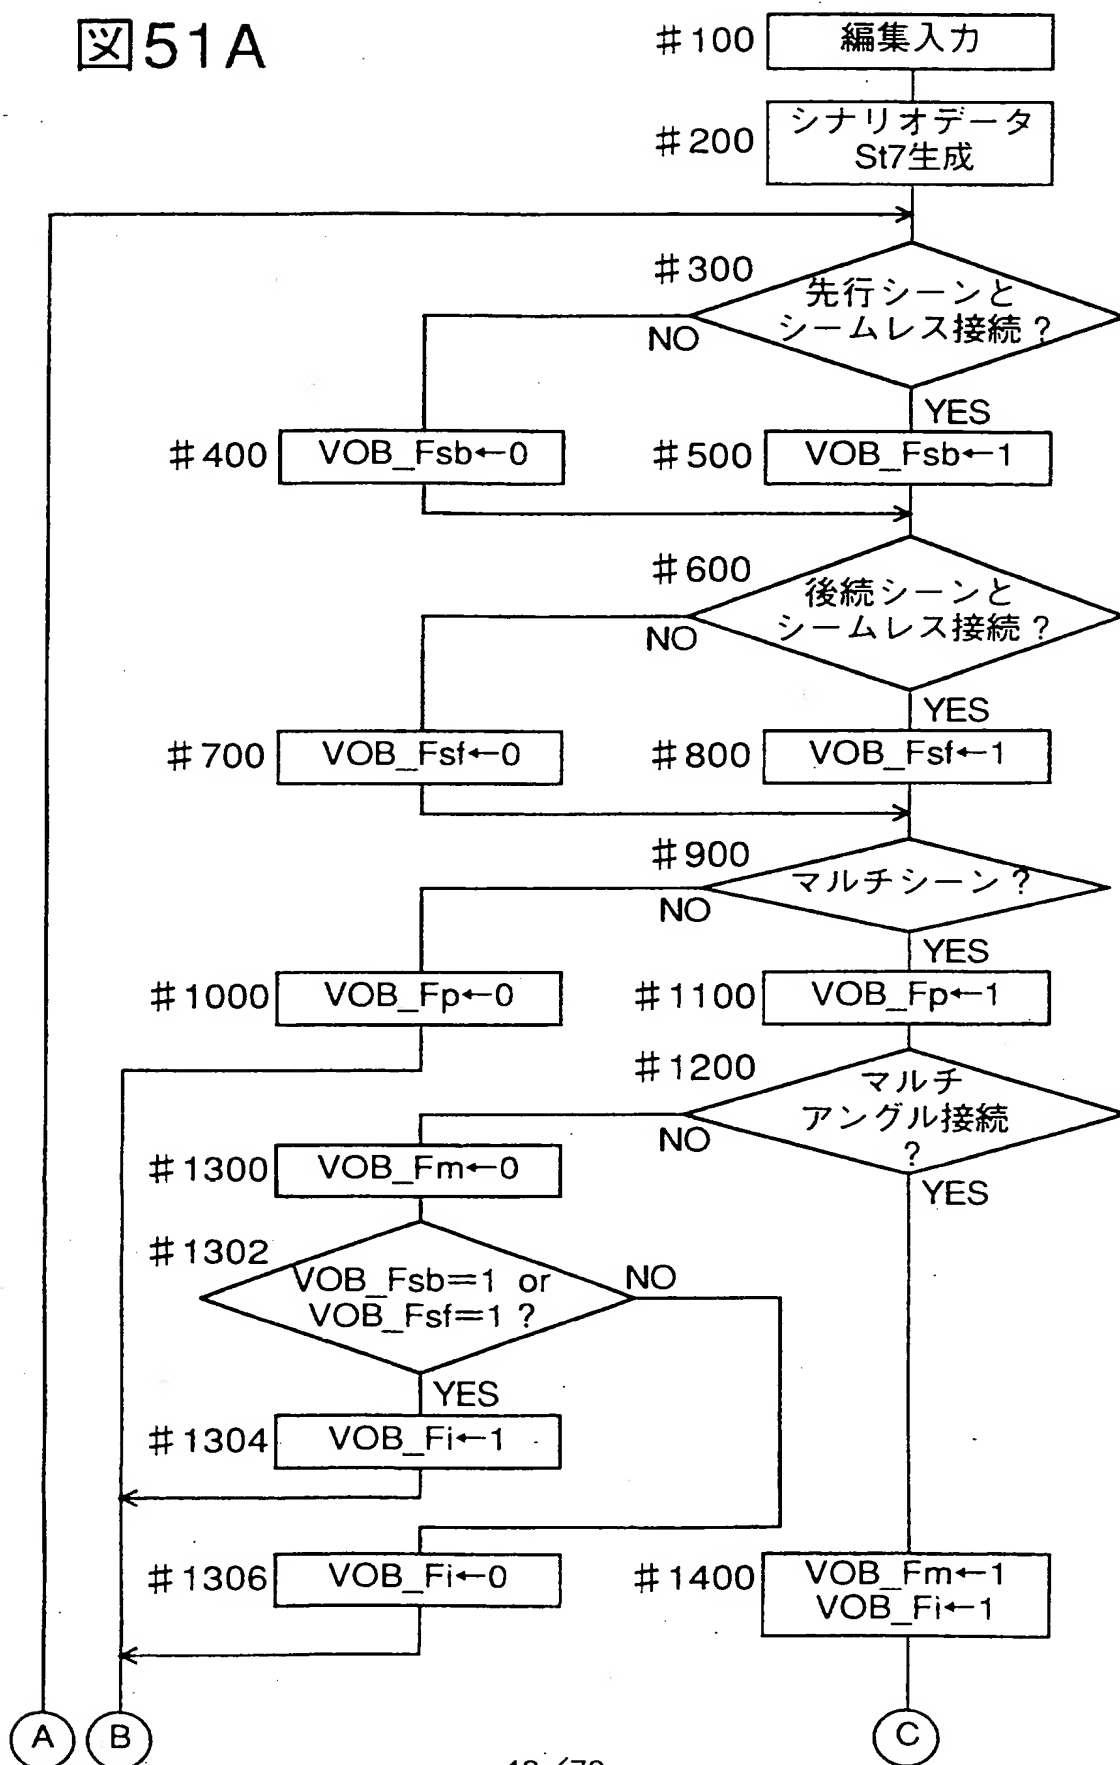 図51A
#100
編集入力
#200
シナリオデータ
St7生成
#300
先行シーンと
シームレス接続?
NO
YES
#400
VOB_Fsb←0
#500
VOB_Fsb←1
#600
後続シーンと
シームレス接続?
NO
YES
#700
VOB_Fsf←0
#800
VOB_Fsf←1
#900
マルチシーン?
NO
YES
#1000
VOB_Fp←0
#1100
VOB_Fp←1
#1200
マルチ
アングル接続
?
NO
YES
#1300
VOB_Fm←0
#1302
VOB_Fsb=1 or
VOB_Fsf=1 ?
NO
YES
#1304
VOB_Fi←1
#1306
VOB_Fi←0
#1400
VOB_Fm←1
VOB_Fi←1
A
B
C